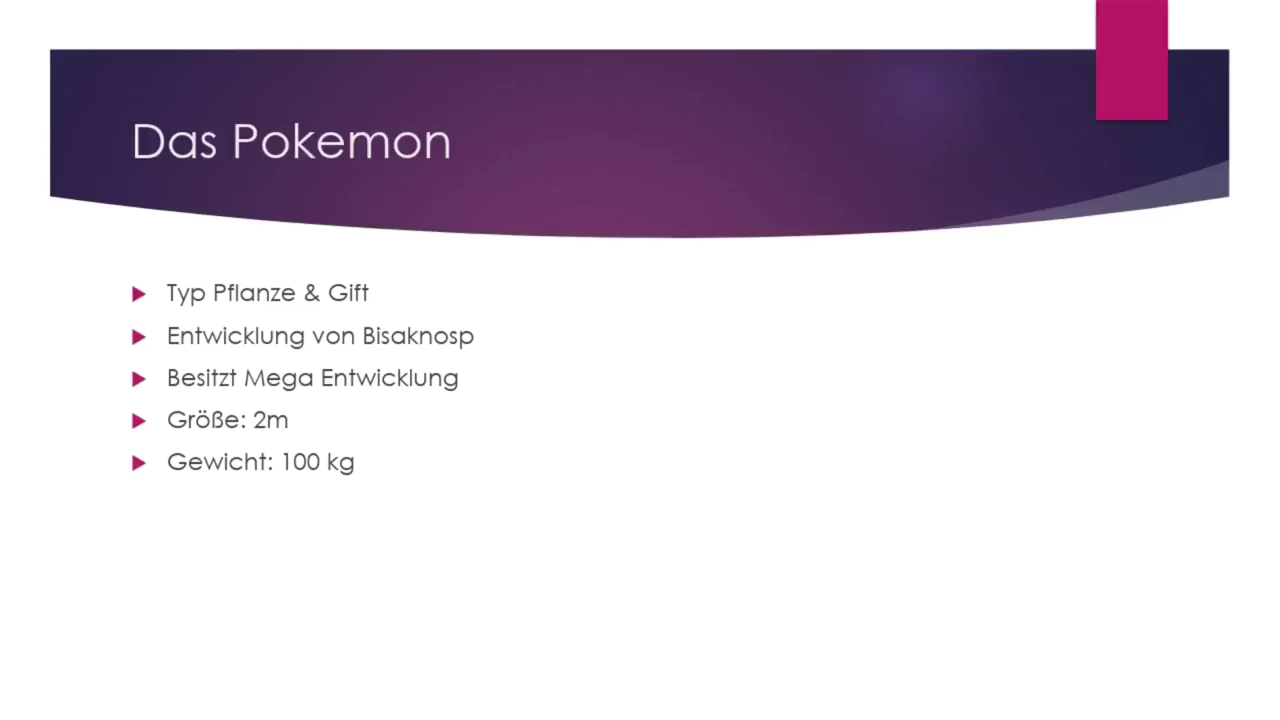 Das Pokemon
Typ Pflanze & Gift
Entwicklung von Bisaknosp
Besitzt Mega Entwicklung
Größe: 2m
Gewicht: 100 kg